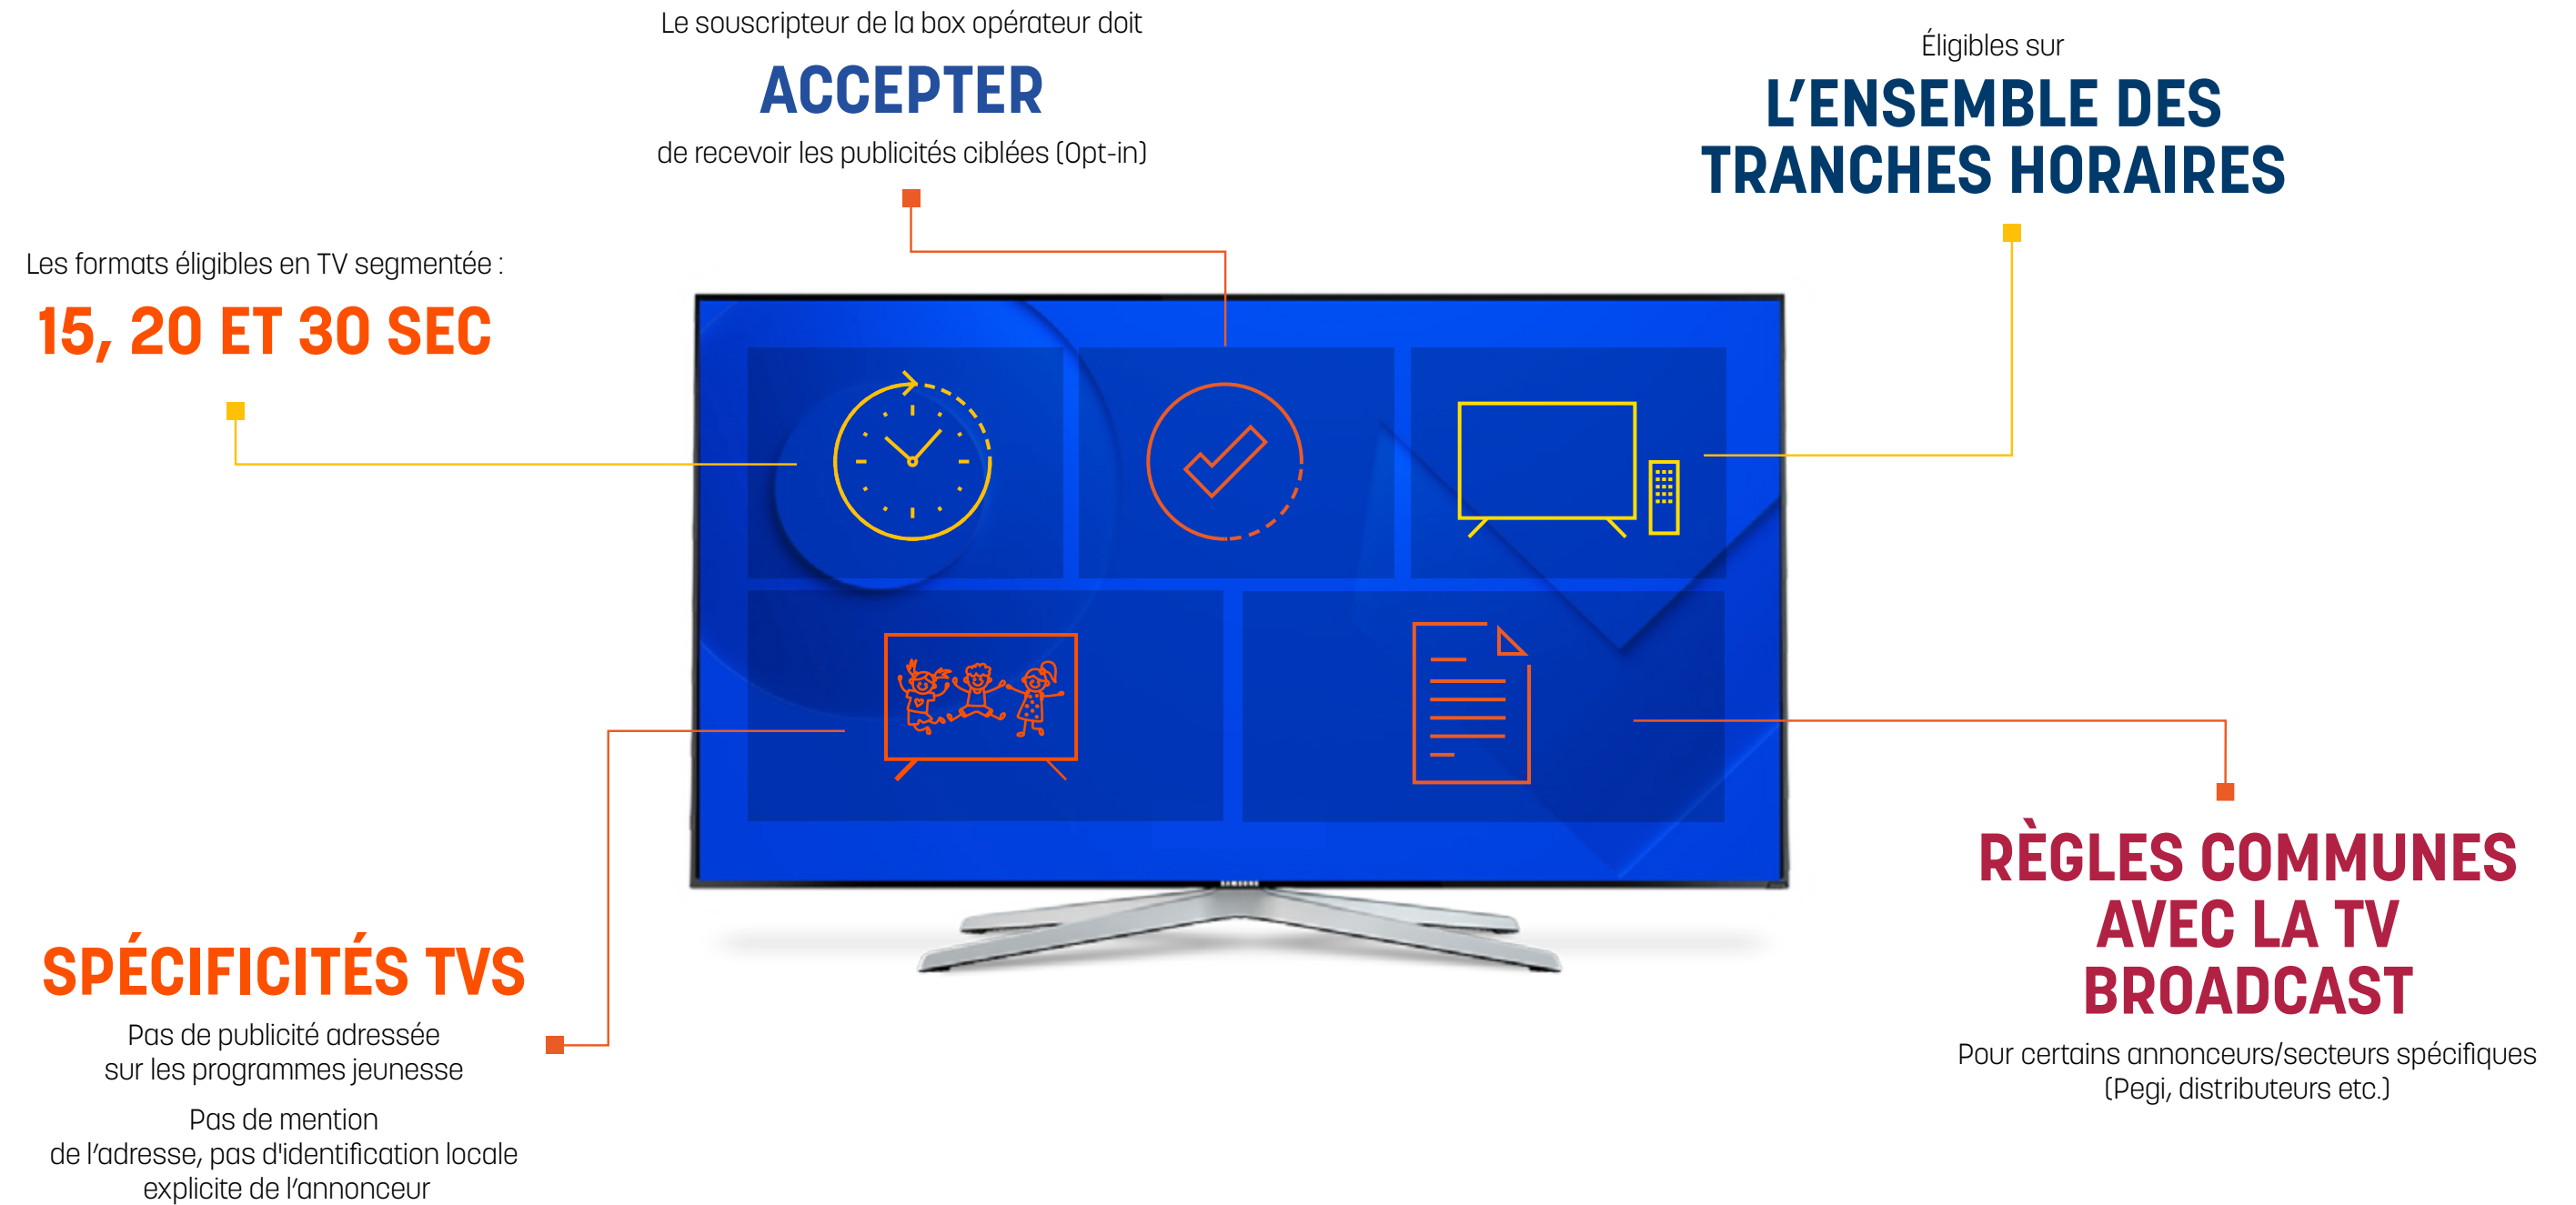 Le souscripteur de la box opérateur doit
ACCEPTER
de recevoir les publicités ciblées (Opt-in)
Éligibles sur
L’ENSEMBLE DES
TRANCHES HORAIRES
Les formats éligibles en TV segmentée :
15, 20 ET 30 SEC
SAMSUNG
SPÉCIFICITÉS TVS
Pas de publicité adressée
sur les programmes jeunesse
Pas de mention
de l’adresse, pas d'identification locale
explicite de l’annonceur
RÈGLES COMMUNES
AVEC LA TV
BROADCAST
Pour certains annonceurs/secteurs spécifiques
(Pegi, distributeurs etc.)